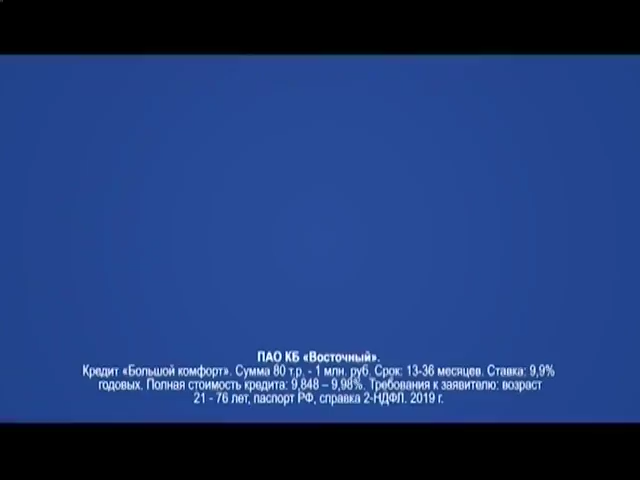 ПАО КБ «Восточный».
Кредит «Большой комфорт». Сумма 80 т.р. - 1 млн. руб. Срок: 13-36 месяцев. Ставка: 9,9%
годовых. Полная стоимость кредита: 9,848 – 9,98%. Требования к заявителю: возраст
21 - 76 лет, паспорт РФ, справка 2-НДФЛ. 2019 г.